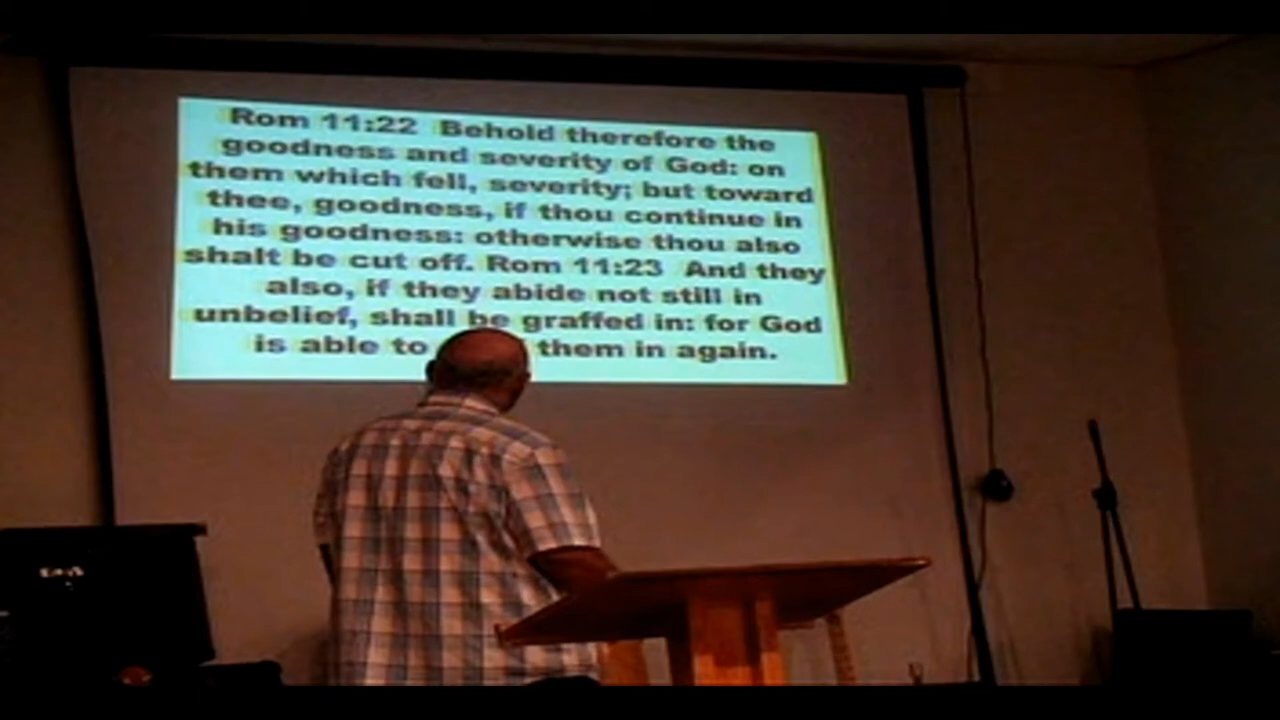 Rom 11:22 Behold therefore the
goodness and severity of God: on
them which fell, severity; but toward
thee, goodness, if thou continue in
his goodness: otherwise thou also
shalt be cut off. Rom 11:23 And they
also, if they abide not still in
unbelief, shall be graffed in: for God
is able to them in again.